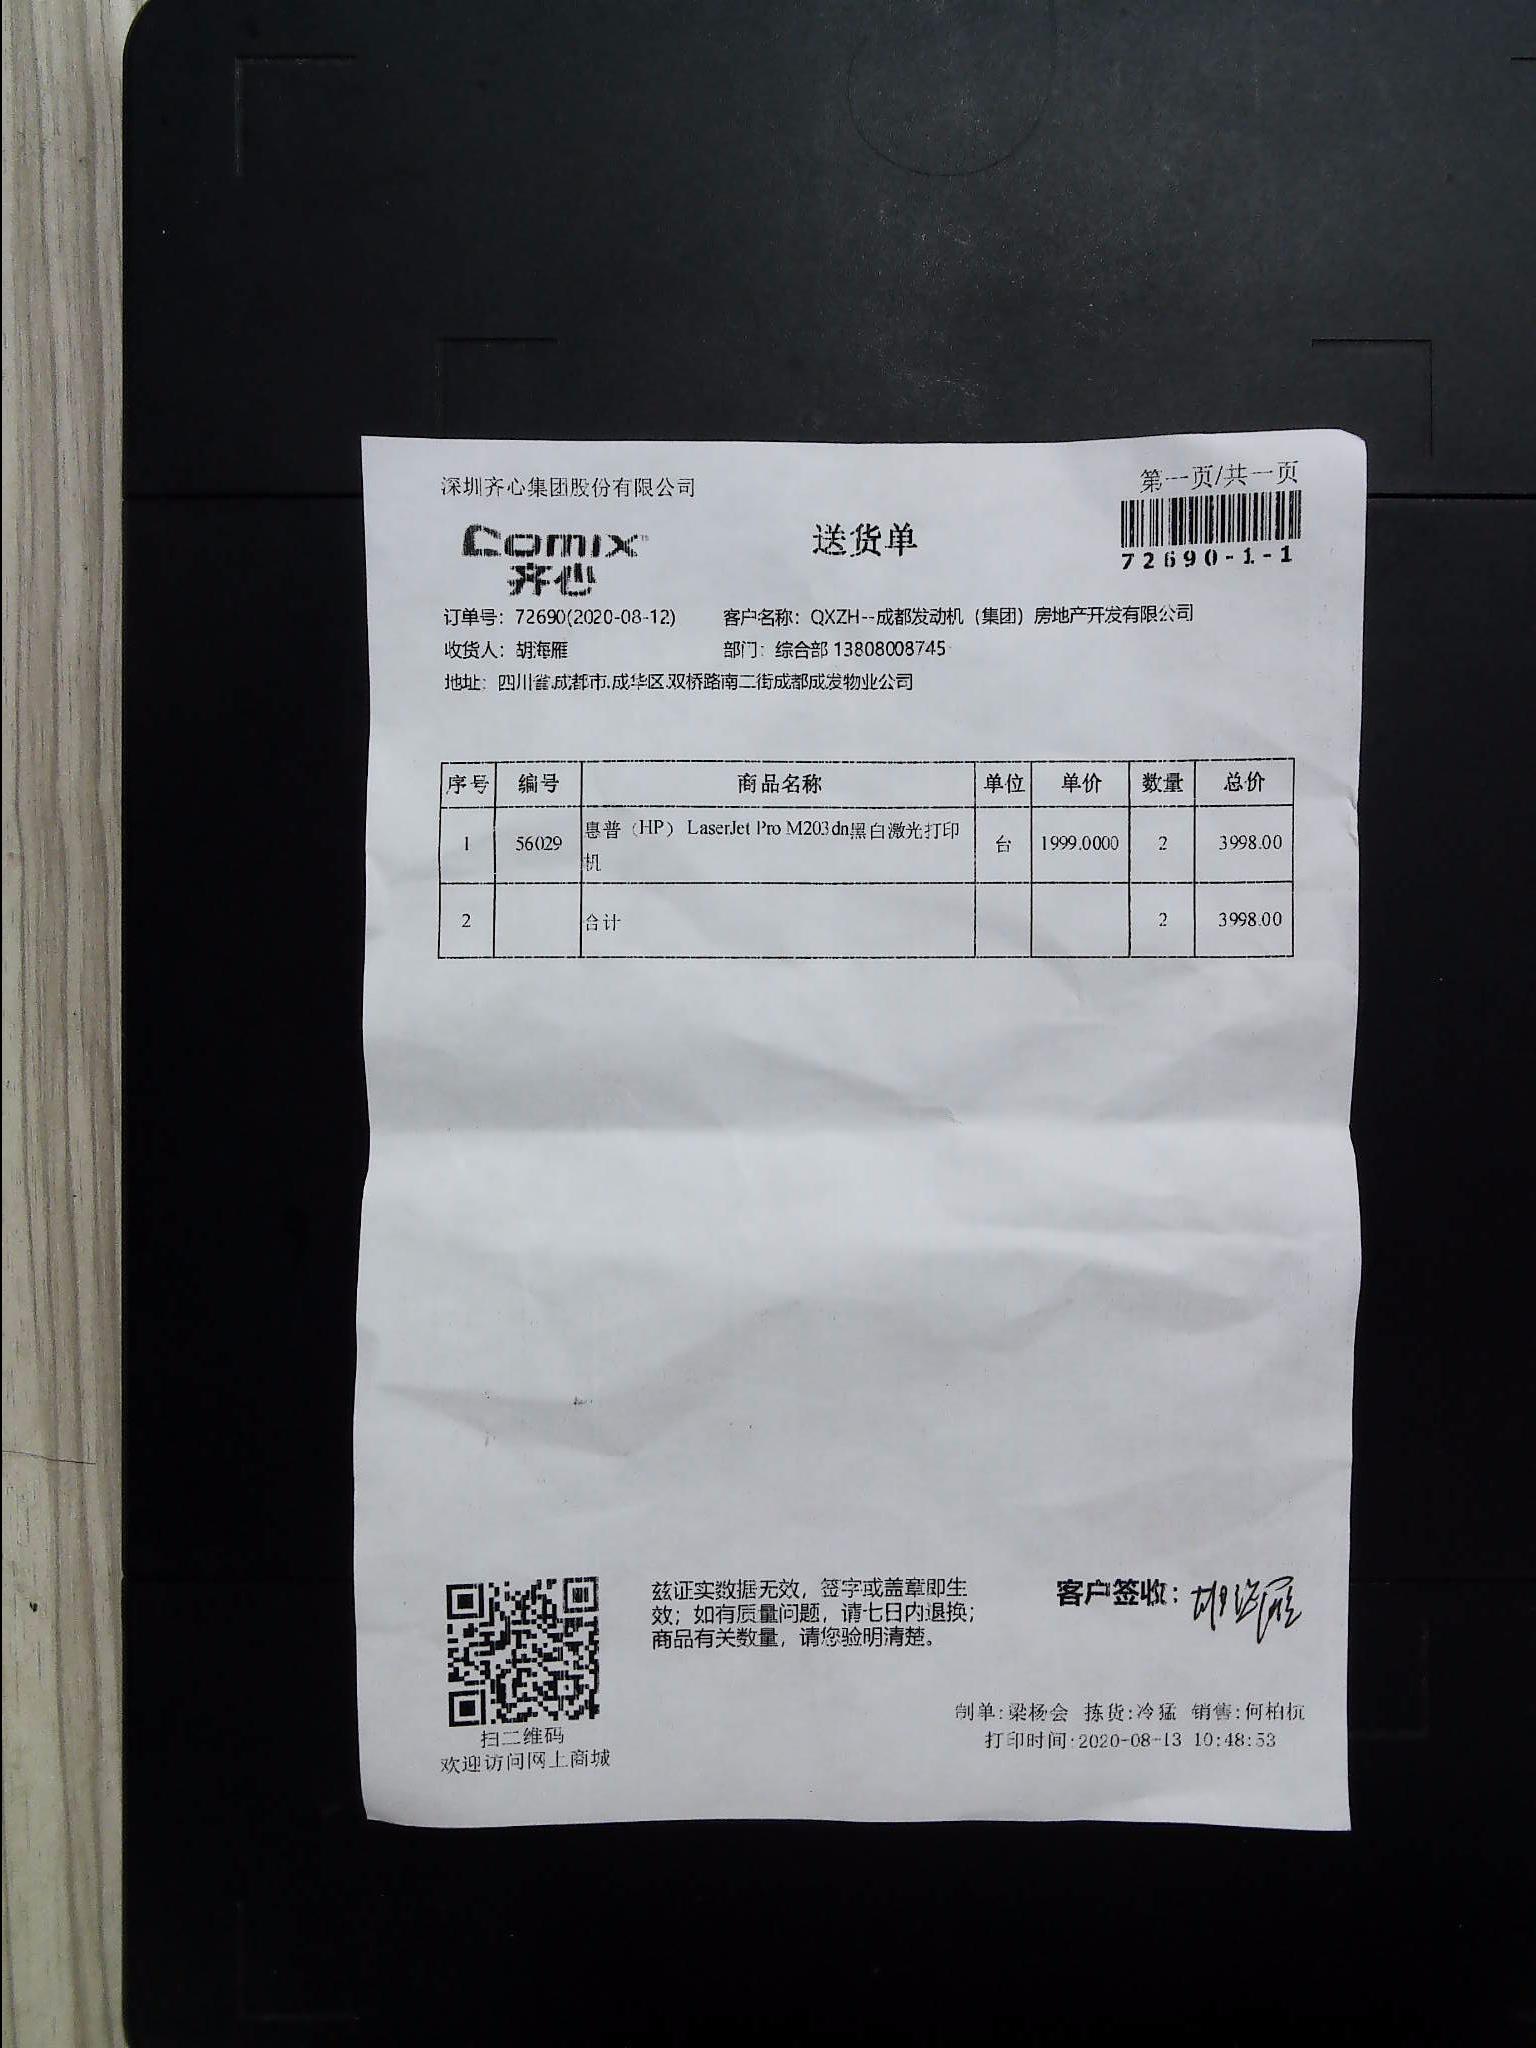 深圳齐心集团股份有限公司
第一页/共一页
Comix
齐心
送货单
72690-1-1
订单号：72690(2020-08-12) 客户名称：QXZH--成都发动机（集团）房地产开发有限公司
收货人：胡海雁 部门：综合部 13808008745
地址：四川省.成都市.成华区.双桥路南二街成都成发物业公司
序号 编号 商品名称 单位 单价 数量 总价
1 56029 惠普（HP） LaserJet Pro M203dn黑白激光打印机 台 1999.0000 2 3998.00
2 合计 2 3998.00
兹证实数据无效，签字或盖章即生
效；如有质量问题，请七日内退换；
商品有关数量，请您验明清楚。
客户签收：胡海雁
扫二维码
欢迎访问网上商城
制单:梁杨会 拣货:冷猛 销售:何柏杭
打印时间:2020-08-13 10:48:53